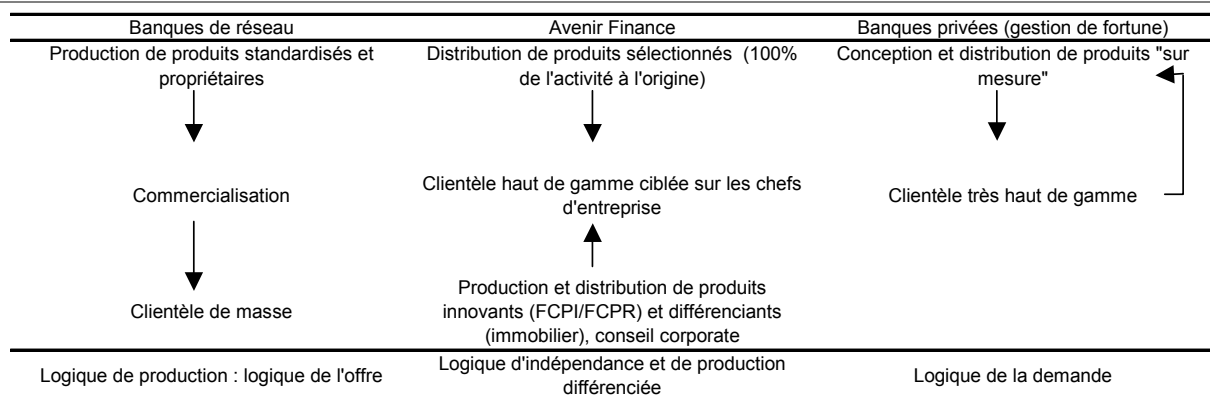 Banques de réseau
Avenir Finance
Banques privées (gestion de fortune)
Production de produits standardisés et
propriétaires
Distribution de produits sélectionnés (100%
de l'activité à l'origine)
Conception et distribution de produits "sur
mesure"
Commercialisation
Clientèle haut de gamme ciblée sur les chefs
d'entreprise
Clientèle très haut de gamme
Clientèle de masse
Production et distribution de produits
innovants (FCPI/FCPR) et différenciants
(immobilier), conseil corporate
Logique de production : logique de l'offre
Logique d'indépendance et de production
différenciée
Logique de la demande